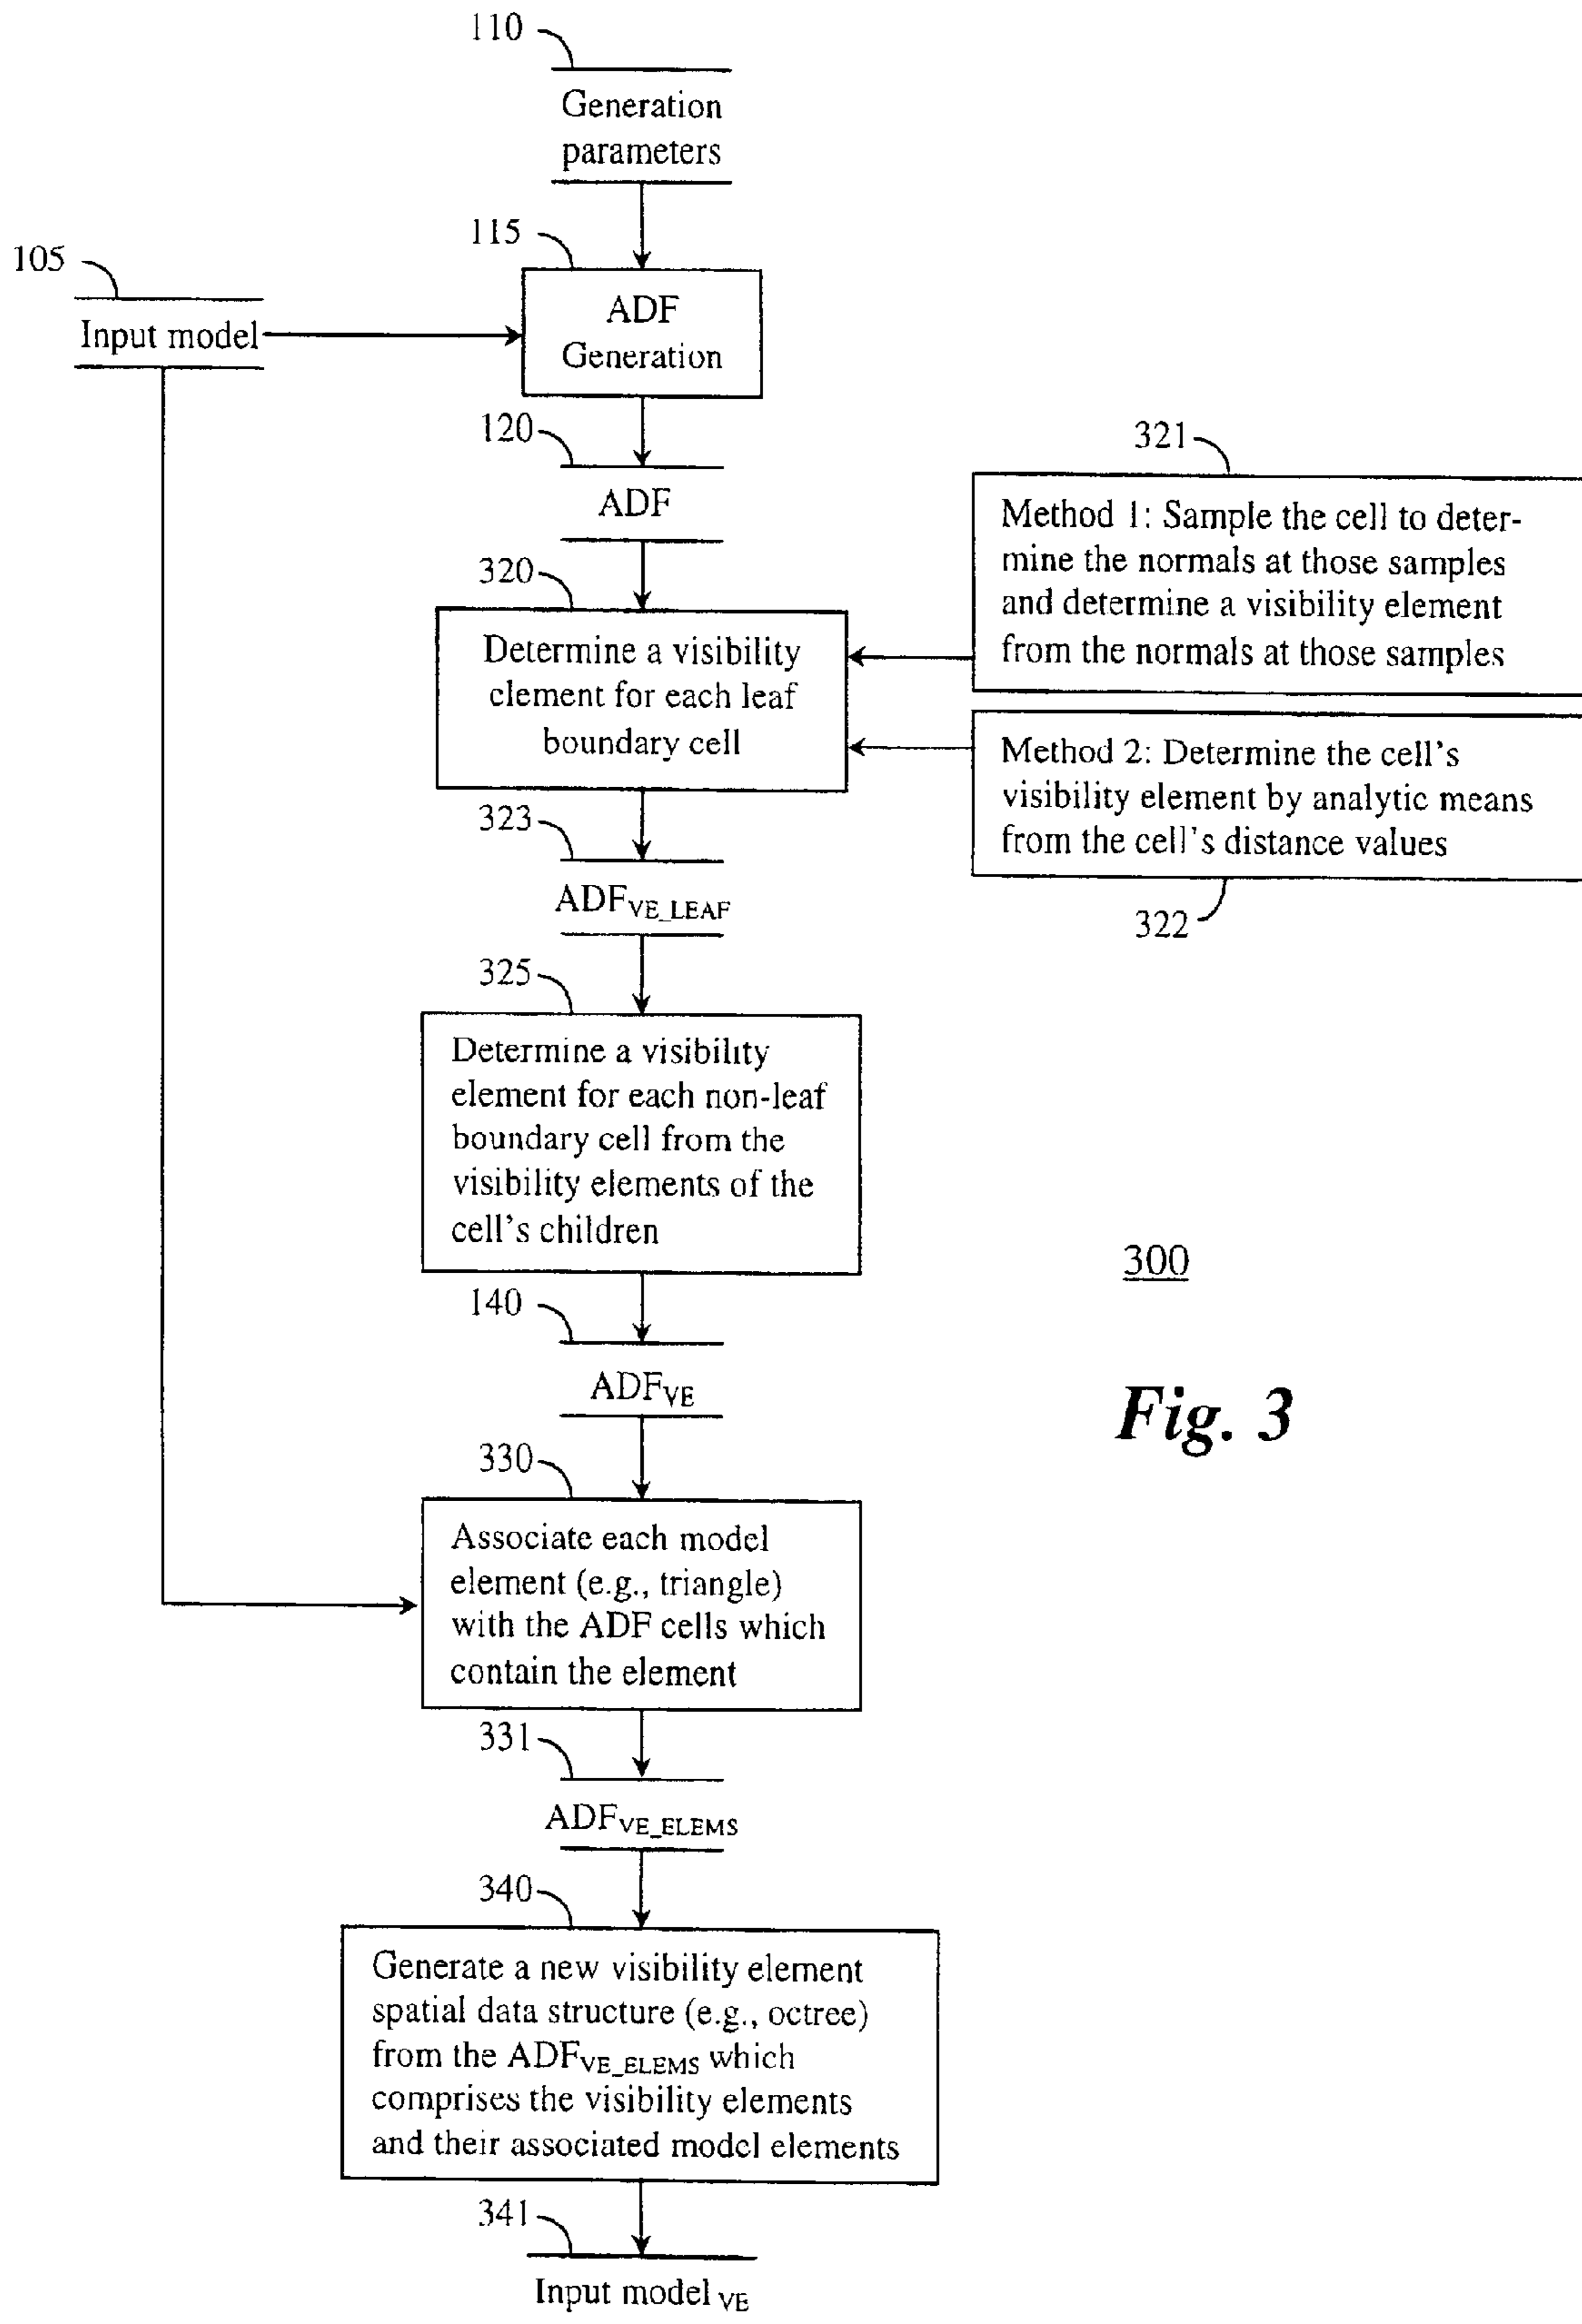 110
Generation
parameters
115
105
Input model
ADF
Generation
120
ADF
321
Method 1: Sample the cell to deter-
mine the normals at those samples
and determine a visibility element
from the normals at those samples
320
Determine a visibility
element for each leaf
boundary cell
Method 2: Determine the cell's
visibility element by analytic means
from the cell's distance values
322
323
ADFVE_LEAF
325
Determine a visibility
element for each non-leaf
boundary cell from the
visibility elements of the
cell's children
300
140
ADFVE
Fig. 3
330
Associate each model
element (e.g., triangle)
with the ADF cells which
contain the element
331
ADFVE_ELEMS
340
Generate a new visibility element
spatial data structure (e.g., octree)
from the ADFVE_ELEMS which
comprises the visibility elements
and their associated model elements
341
Input model VE